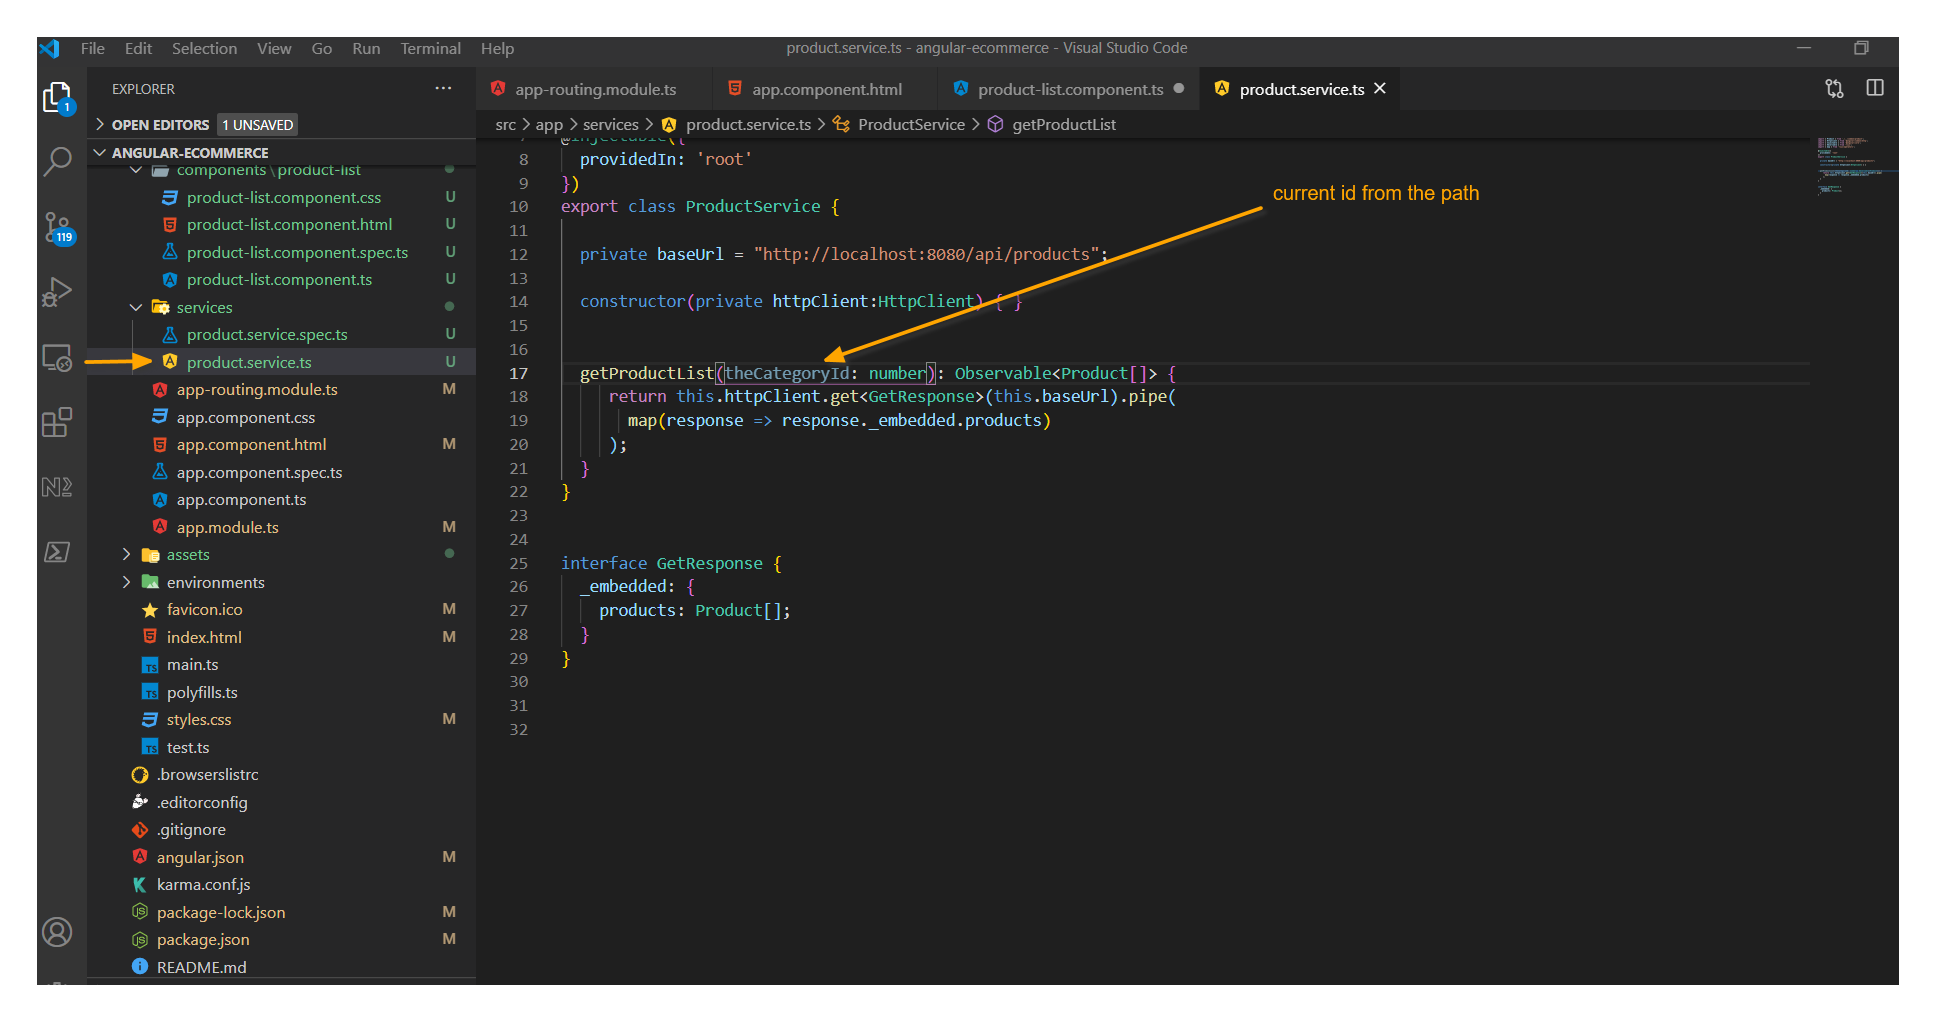 File Edit Selection View Go Run Terminal Help
product.service.ts - angular-ecommerce - Visual Studio Code
EXPLORER
OPEN EDITORS 1 UNSAVED
ANGULAR-ECOMMERCE
components \ product-list
product-list.component.css U
product-list.component.html U
product-list.component.spec.ts U
product-list.component.ts U
services
product.service.spec.ts U
product.service.ts U
app-routing.module.ts M
app.component.css
app.component.html M
app.component.spec.ts
app.component.ts
app.module.ts M
assets
environments
favicon.ico M
index.html M
main.ts
polyfills.ts
styles.css M
test.ts
.browserslistrc
.editorconfig
.gitignore
angular.json M
karma.conf.js
package-lock.json M
package.json M
README.md
1
119
app-routing.module.ts app.component.html product-list.component.ts product.service.ts
src > app > services > product.service.ts > ProductService > getProductList
@Injectable({
8 providedIn: 'root'
9 })
10 export class ProductService {
11
12 private baseUrl = "http://localhost:8080/api/products";
13
14 constructor(private httpClient:HttpClient) { }
15
16
17 getProductList(theCategoryId: number): Observable<Product[]> {
18 return this.httpClient.get<GetResponse>(this.baseUrl).pipe(
19 map(response => response._embedded.products)
20 );
21 }
22 }
23
24
25 interface GetResponse {
26 _embedded: {
27 products: Product[];
28 }
29 }
30
31
32
current id from the path